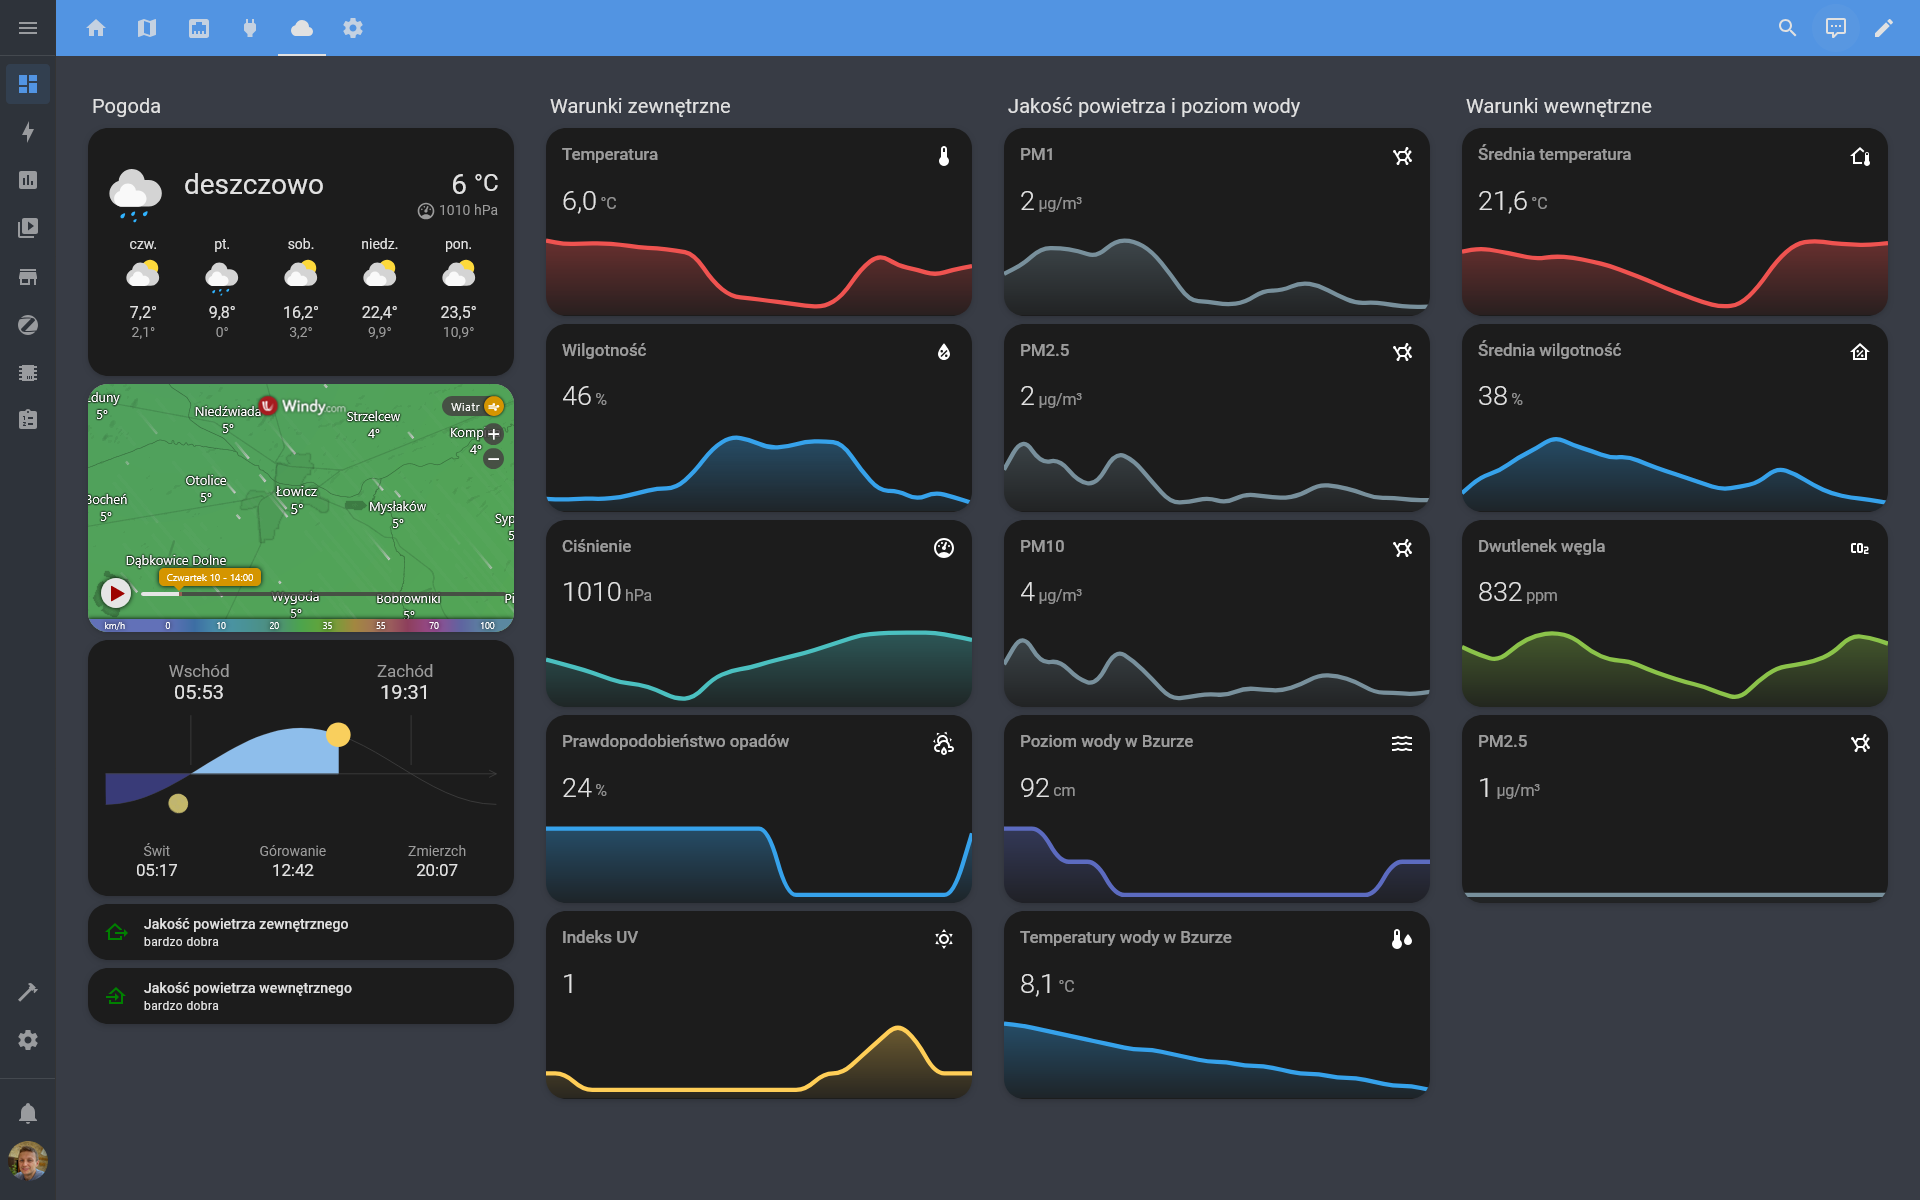 Pogoda
deszczowo
6 °C
1010 hPa
czw. pt. sob. niedz. pon.
7,2° 9,8° 16,2° 22,4° 23,5°
2,1° 0° 3,2° 9,9° 10,9°
duny
5°
Niedźwiada
5°
Windy.com
Strzelcew
4°
Wiatr
Komp
4°
+
−
Otolice
5°
Łowicz
5°
Bocheń
5°
Mysłaków
5°
Syp
5
Dąbkowice Dolne
Czwartek 10 - 14:00
Wygoda
5°
Bobrowniki
5°
km/h 0 10 20 35 55 70 100
Wschód Zachód
05:53 19:31
Świt Górowanie Zmierzch
05:17 12:42 20:07
Jakość powietrza zewnętrznego
bardzo dobra
Jakość powietrza wewnętrznego
bardzo dobra
Warunki zewnętrzne
Temperatura
6,0 °C
Wilgotność
46 %
Ciśnienie
1010 hPa
Prawdopodobieństwo opadów
24 %
Indeks UV
1
Jakość powietrza i poziom wody
PM1
2 µg/m³
PM2.5
2 µg/m³
PM10
4 µg/m³
Poziom wody w Bzurze
92 cm
Temperatury wody w Bzurze
8,1 °C
Warunki wewnętrzne
Średnia temperatura
21,6 °C
Średnia wilgotność
38 %
Dwutlenek węgla
CO2
832 ppm
PM2.5
1 µg/m³